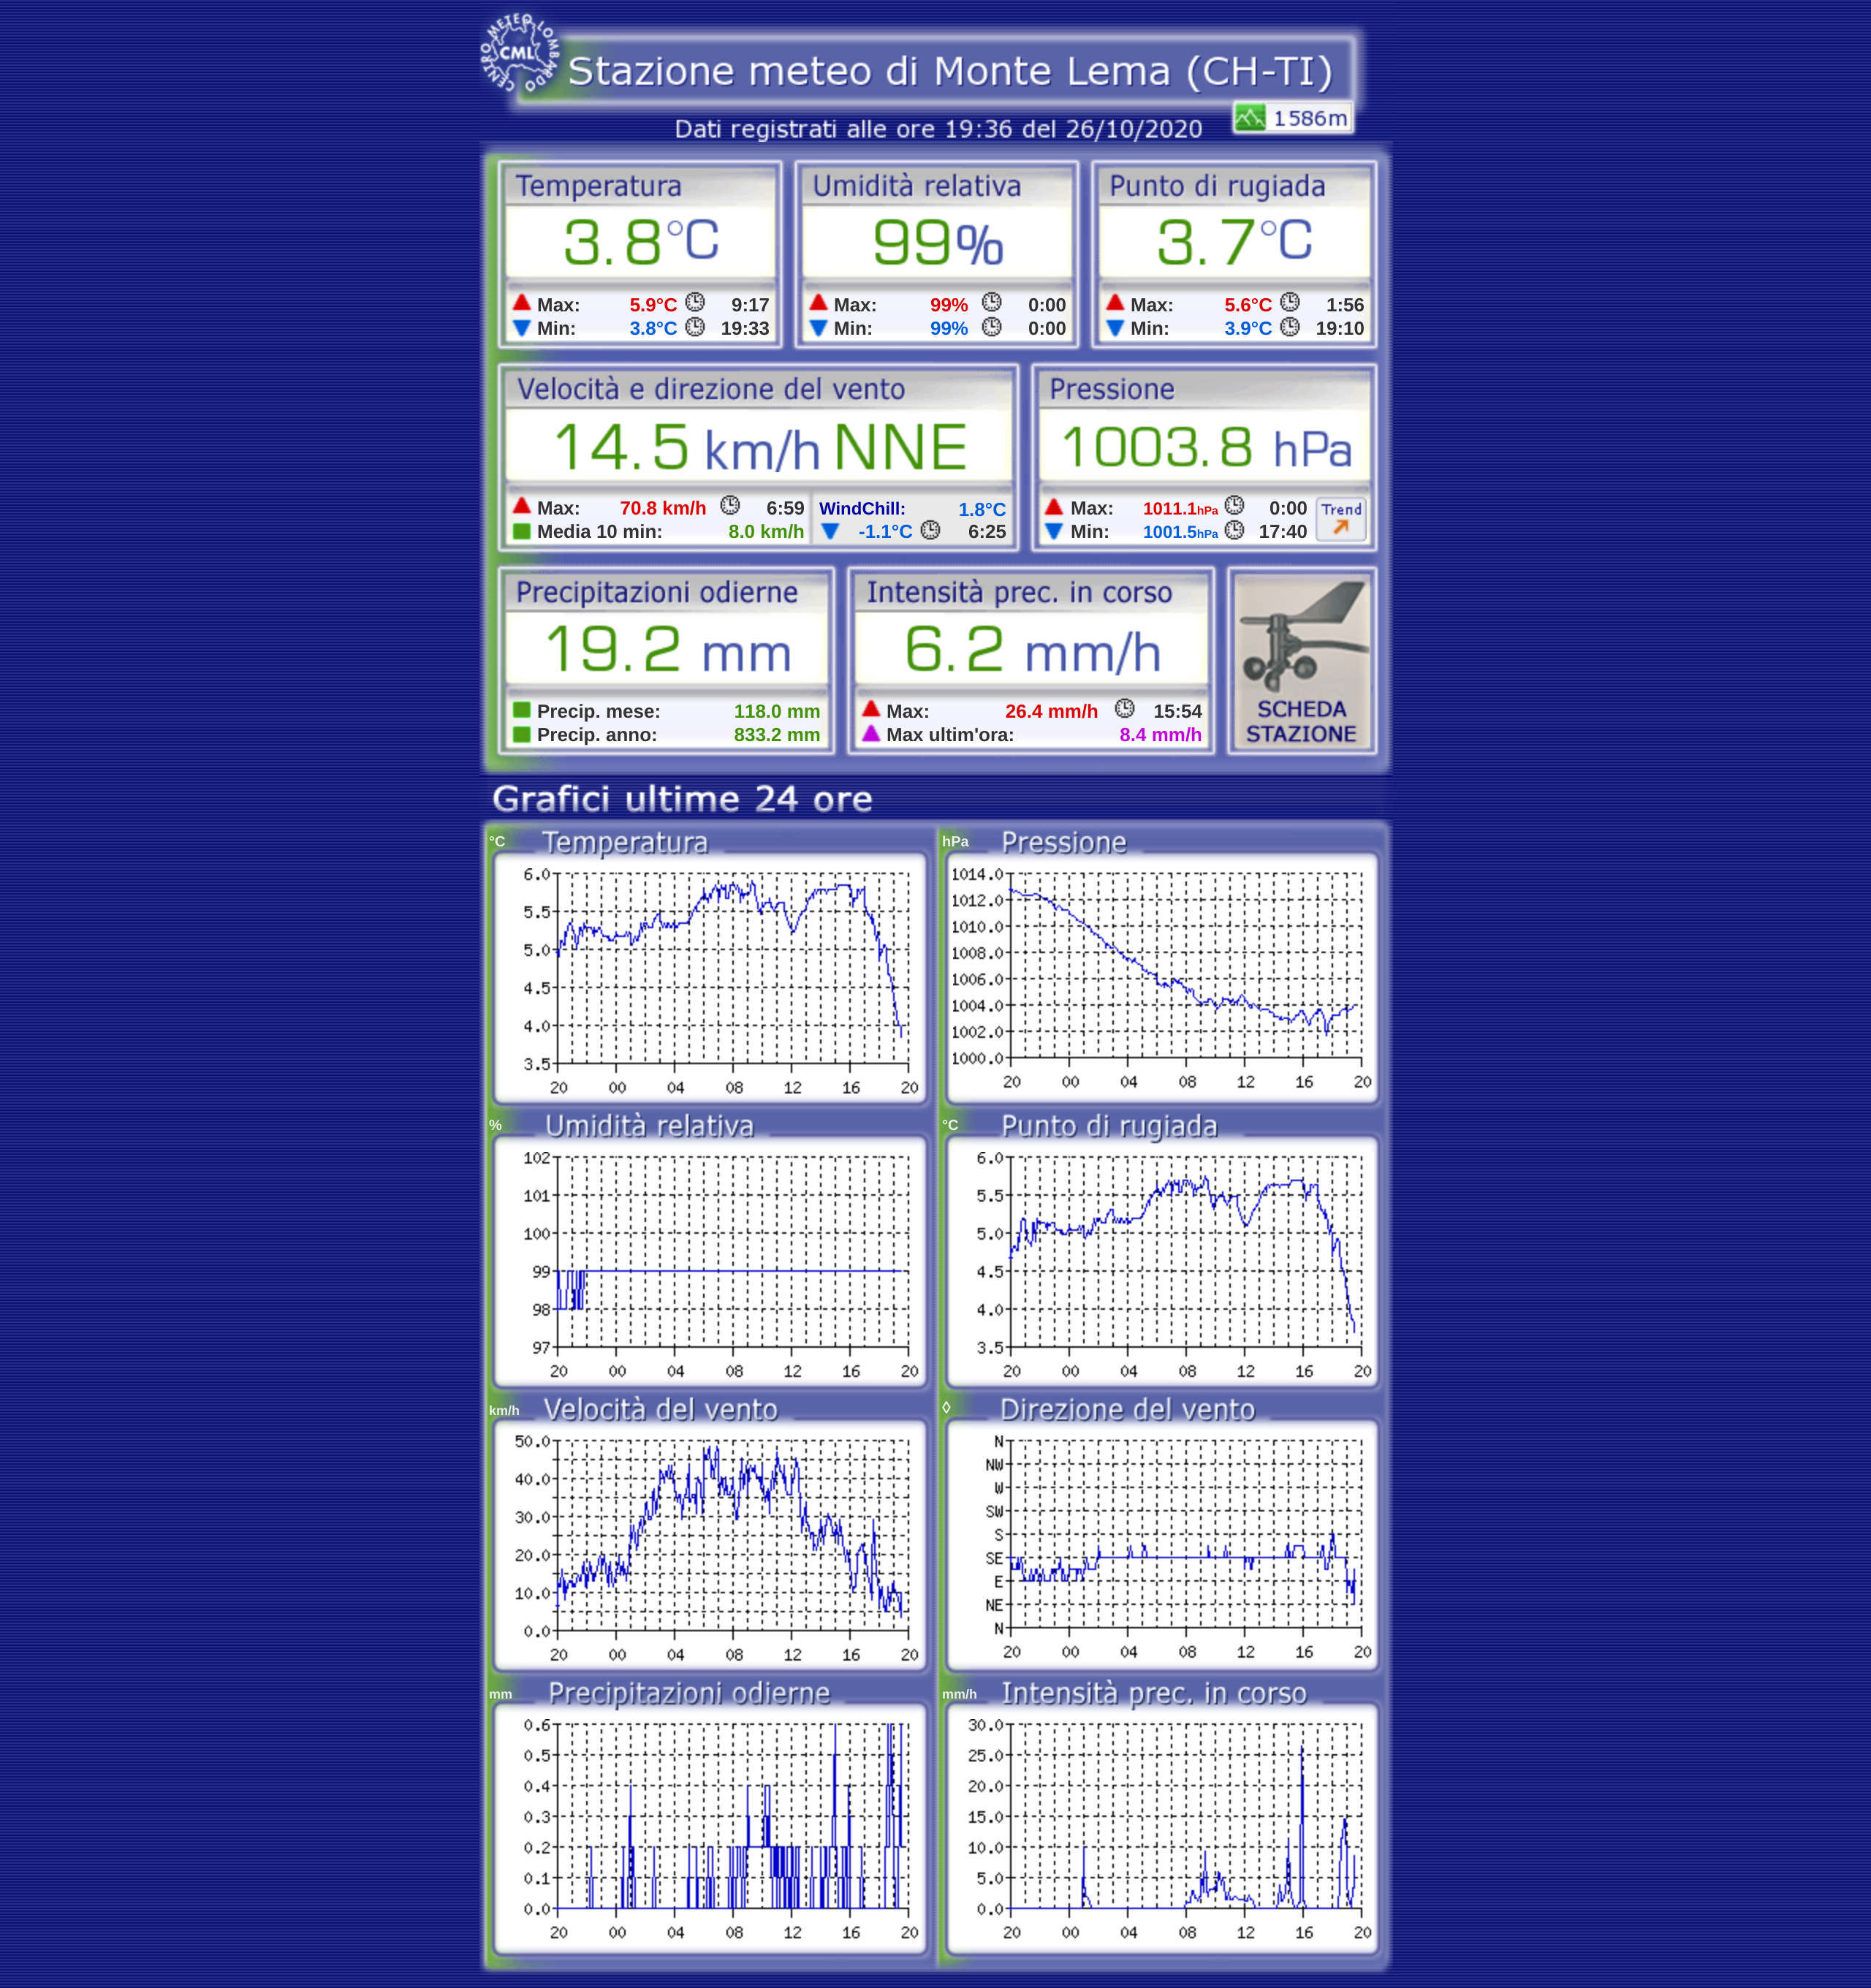 CENTRO METEO LOMBARDO
CML
Stazione meteo di Monte Lema (CH-TI)
1586m
Dati registrati alle ore 19:36 del 26/10/2020
Temperatura Umidità relativa Punto di rugiada
3.8°C 99% 3.7°C
Max: 5.9°C 9:17 Max: 99% 0:00 Max: 5.6°C 1:56
Min: 3.8°C 19:33 Min: 99% 0:00 Min: 3.9°C 19:10
Velocità e direzione del vento Pressione
14.5 km/h NNE 1003.8 hPa
Max: 70.8 km/h 6:59 WindChill: 1.8°C Max: 1011.1hPa 0:00 Trend
Media 10 min: 8.0 km/h -1.1°C 6:25 Min: 1001.5hPa 17:40
Precipitazioni odierne Intensità prec. in corso
19.2 mm 6.2 mm/h
Precip. mese: 118.0 mm Max: 26.4 mm/h 15:54 SCHEDA
Precip. anno: 833.2 mm Max ultim'ora: 8.4 mm/h STAZIONE
Grafici ultime 24 ore
°C Temperatura
6.0
5.5
5.0
4.5
4.0
3.5
20 00 04 08 12 16 20
hPa Pressione
1014.0
1012.0
1010.0
1008.0
1006.0
1004.0
1002.0
1000.0
20 00 04 08 12 16 20
% Umidità relativa
102
101
100
99
98
97
20 00 04 08 12 16 20
°C Punto di rugiada
6.0
5.5
5.0
4.5
4.0
3.5
20 00 04 08 12 16 20
km/h Velocità del vento
50.0
40.0
30.0
20.0
10.0
0.0
20 00 04 08 12 16 20
◊ Direzione del vento
N
NW
W
SW
S
SE
E
NE
N
20 00 04 08 12 16 20
mm Precipitazioni odierne
0.6
0.5
0.4
0.3
0.2
0.1
0.0
20 00 04 08 12 16 20
mm/h Intensità prec. in corso
30.0
25.0
20.0
15.0
10.0
5.0
0.0
20 00 04 08 12 16 20